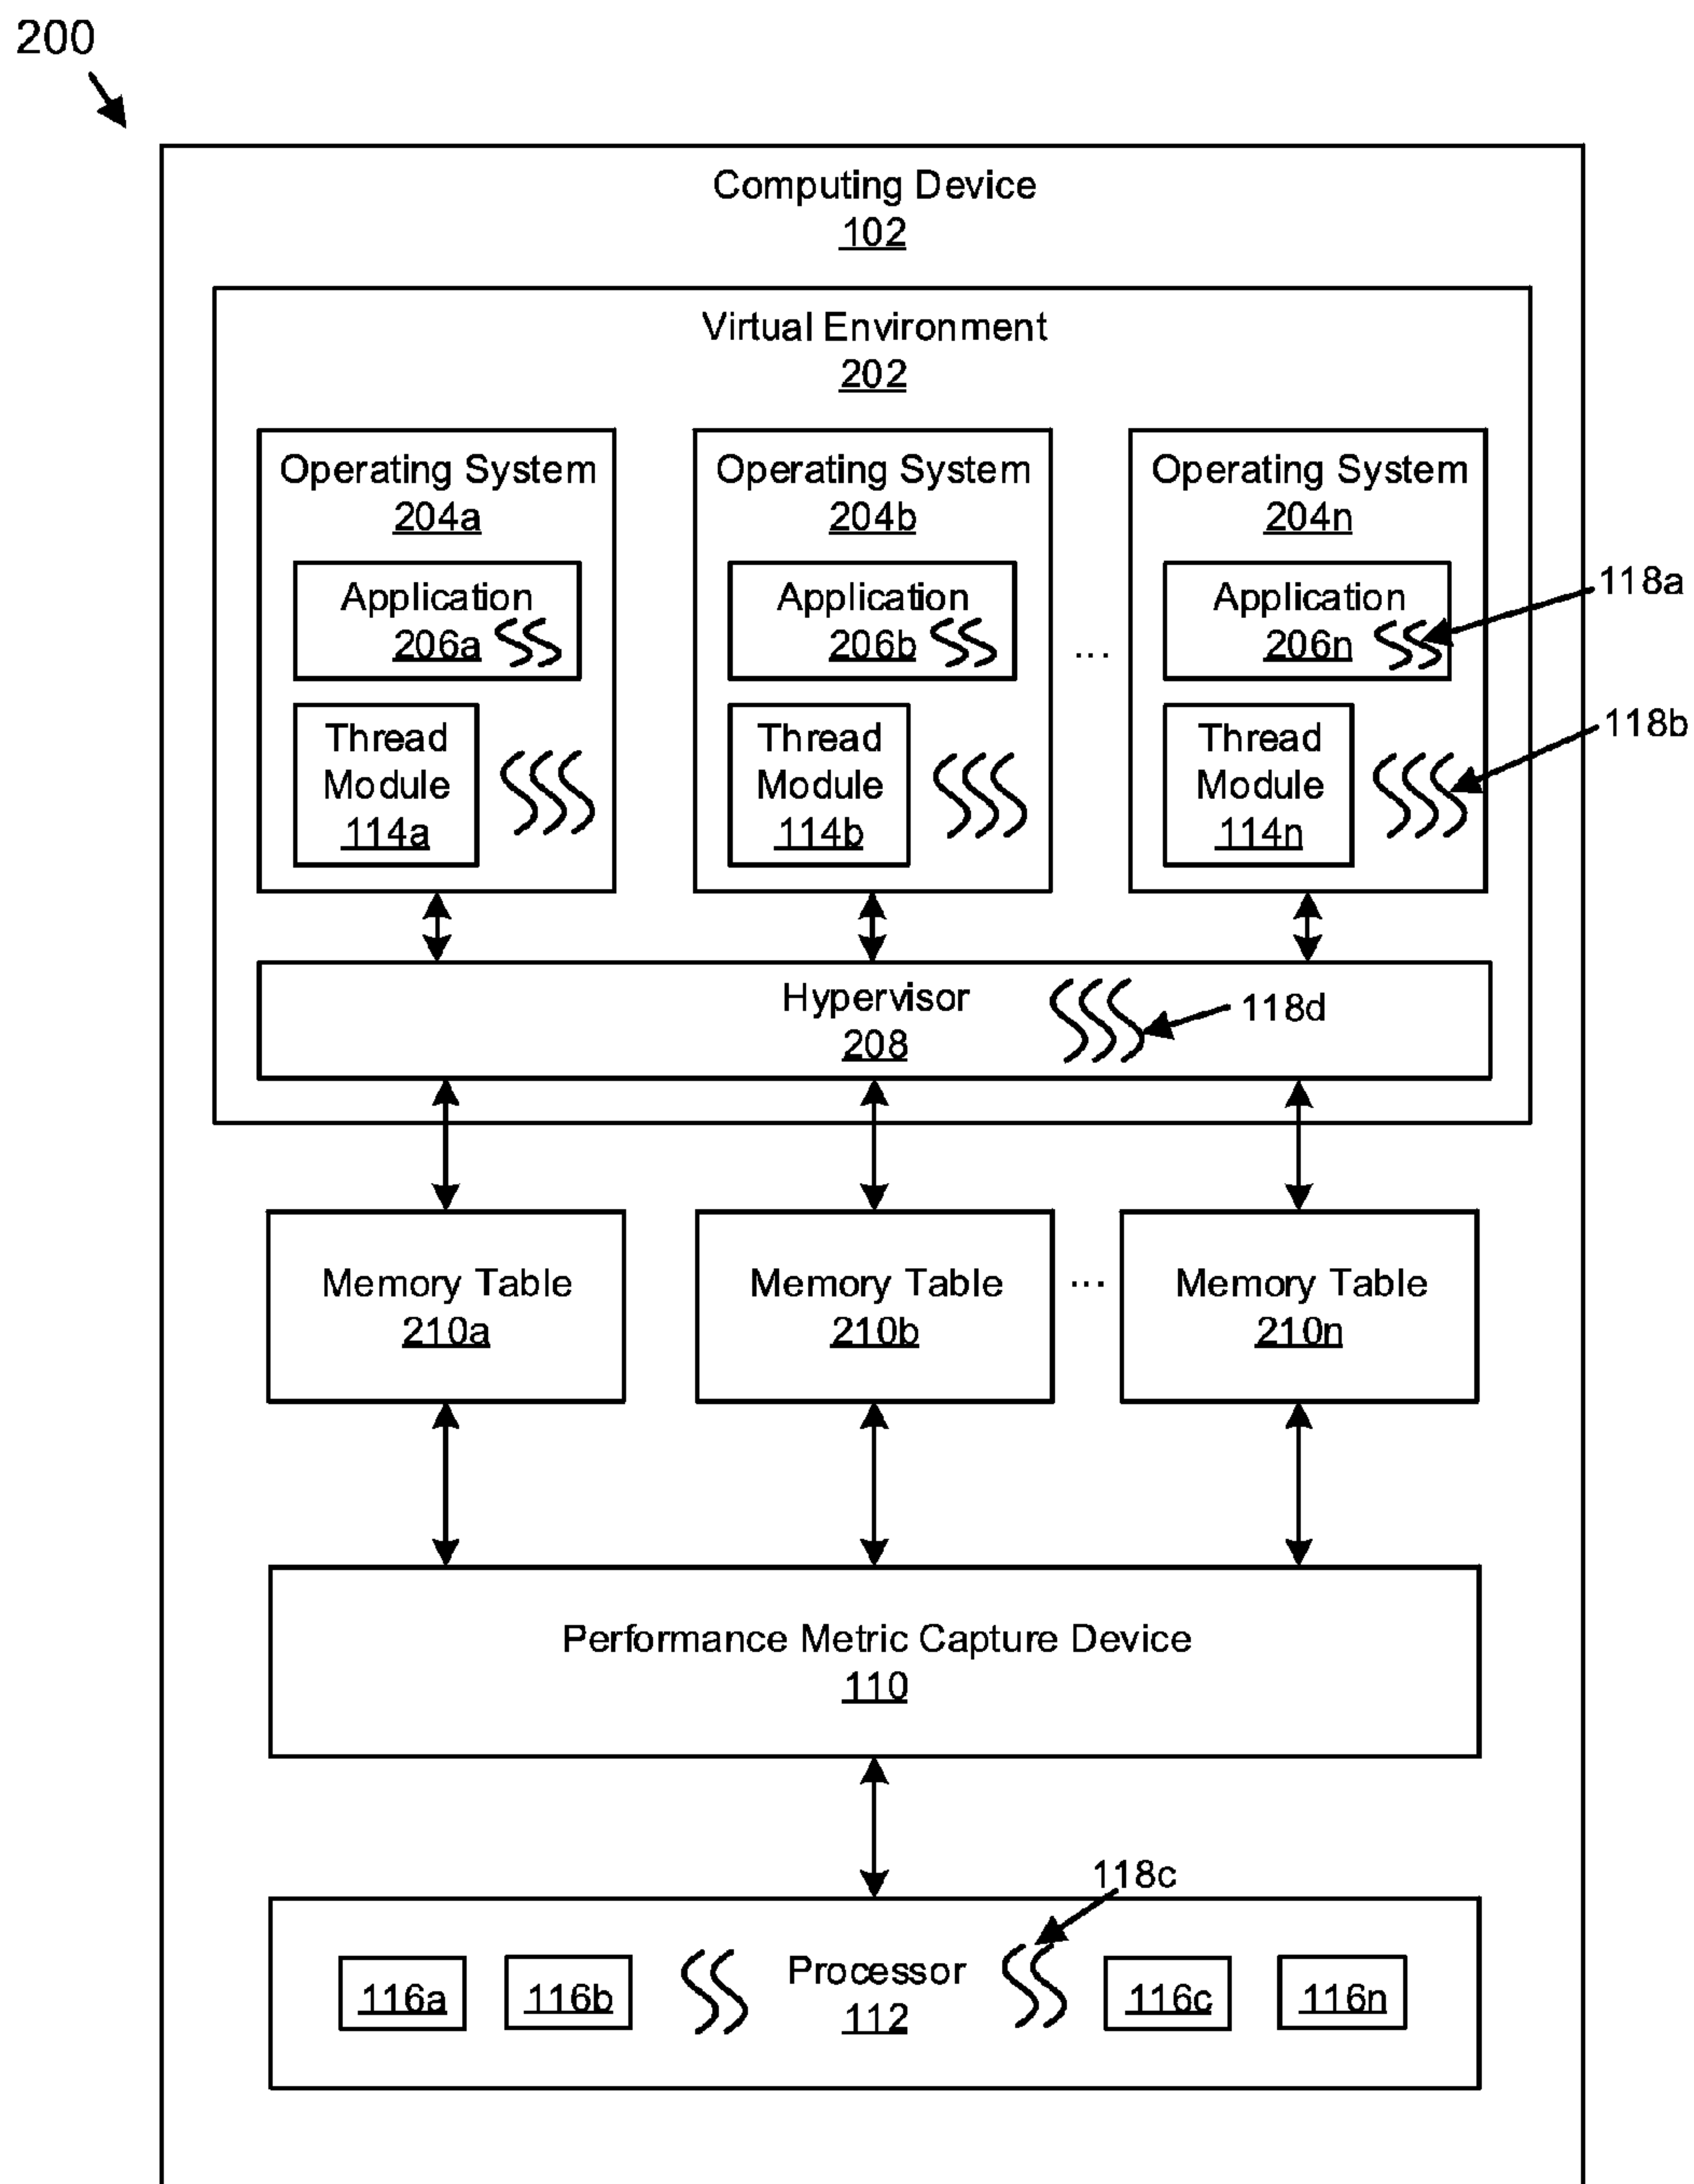 200
Computing Device
102
Virtual Environment
202
Operating System
204a
Operating System
204b
Operating System
204n
Application
206a
Application
206b
...
Application
206n
118a
Thread
Module
114a
Thread
Module
114b
Thread
Module
114n
118b
Hypervisor
208
118d
Memory Table
210a
Memory Table
210b
...
Memory Table
210n
Performance Metric Capture Device
110
118c
116a
116b
Processor
112
116c
116n